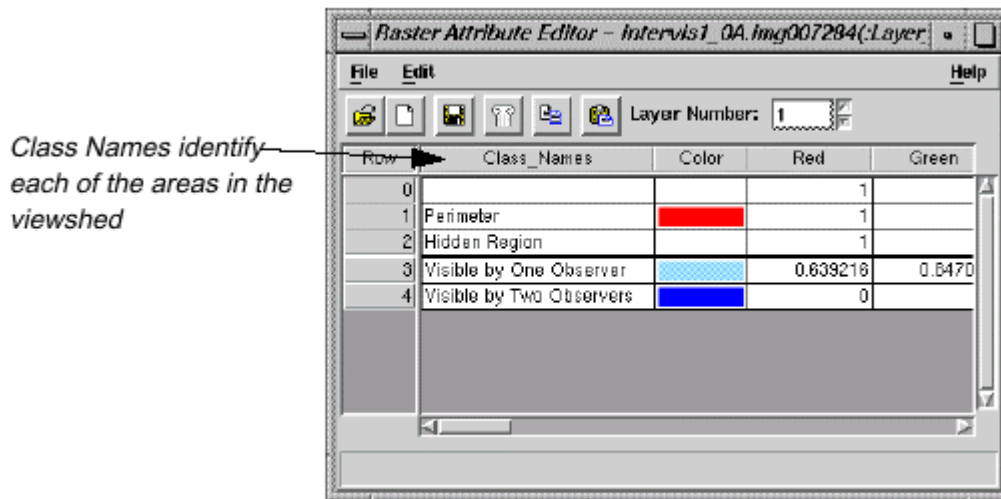 Raster Attribute Editor - intervis1_0A.img007284(:Layer_
File Edit Help
Layer Number: 1
Class Names identify
each of the areas in the
viewshed
Row Class_Names Color Red Green
0 1
1 Perimeter 1
2 Hidden Region 1
3 Visible by One Observer 0.639216 0.6470
4 Visible by Two Observers 0